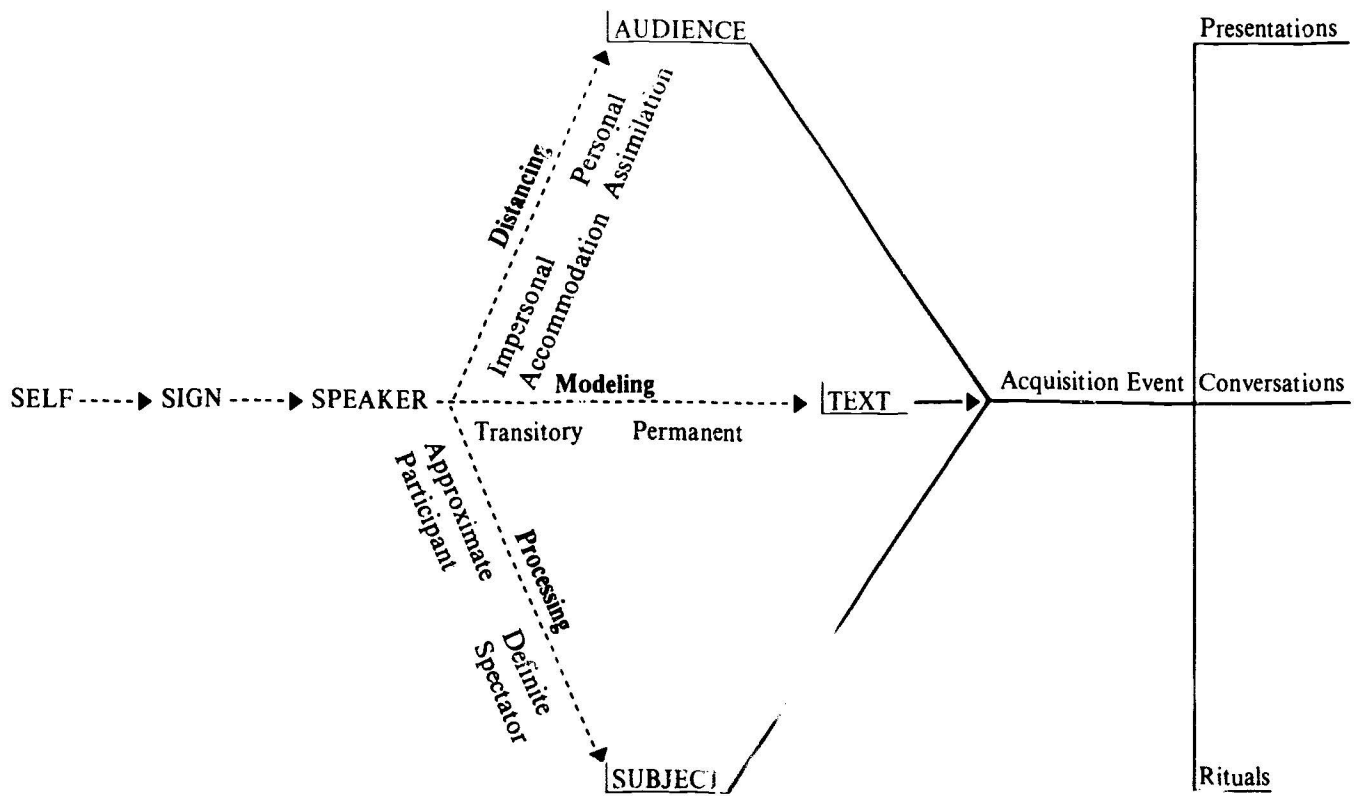 AUDIENCE
Presentations
Distancing
Personal
Assimilation
Impersonal
Accommodation
SELF
SIGN
SPEAKER
Modeling
Transitory Permanent
TEXT
Acquisition Event
Conversations
Approximate
Participant
Processing
Definite
Spectator
SUBJECT
Rituals